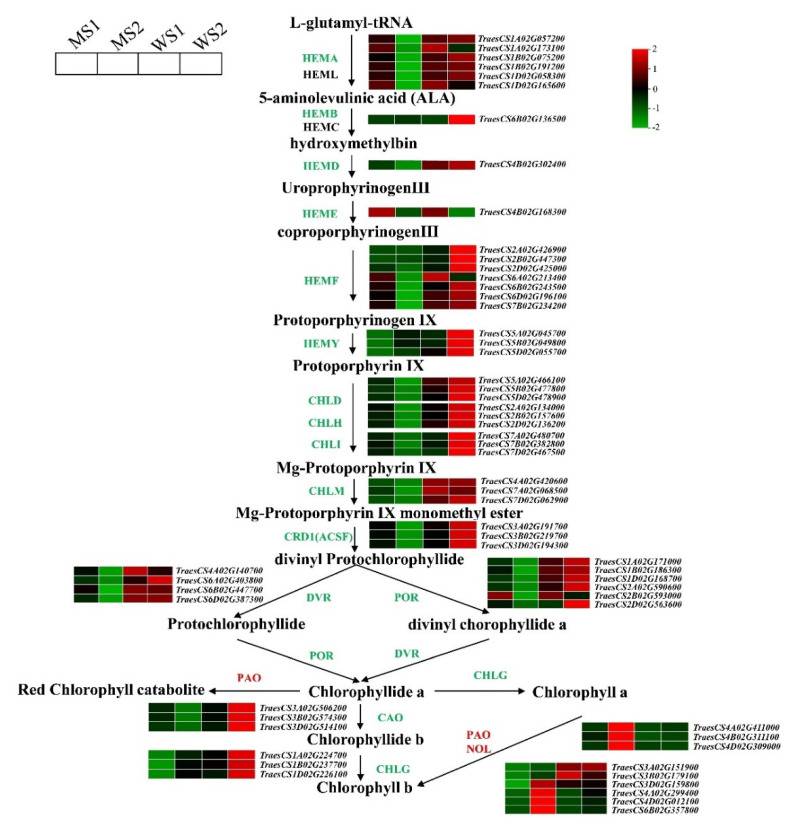 MS1 MS2 WS1 WS2
L-glutamyl-tRNA
TraesCS1A02G057200
TraesCS1A02G173100
HEMA TraesCS1B02G075200
HEML TraesCS1B02G191200
TraesCS1D02G058300
TraesCS1D02G165600
2
1
0
-1
-2
5-aminolevulinic acid (ALA)
HEMB
HEMC TraesCS6B02G136500
hydroxymethylbin
HEMD TraesCS4B02G302400
UroprophyrinogenIII
HEME TraesCS4B02G168300
coproporphyrinogenIII
TraesCS2A02G426900
TraesCS2B02G447300
TraesCS2D02G425000
HEMF TraesCS6A02G213400
TraesCS6B02G243500
TraesCS6D02G196100
TraesCS7B02G234200
Protoporphyrinogen IX
TraesCS5A02G045700
HEMY TraesCS5B02G049800
TraesCS5D02G055700
Protoporphyrin IX
TraesCS5A02G466100
TraesCS5B02G477800
CHLD TraesCS5D02G478900
TraesCS2A02G134000
TraesCS2B02G157600
CHLH TraesCS2D02G136200
TraesCS7A02G480700
CHLI TraesCS7B02G382800
TraesCS7D02G467500
Mg-Protoporphyrin IX
TraesCS4A02G420600
CHLM TraesCS7A02G068500
TraesCS7D02G062900
Mg-Protoporphyrin IX monomethyl ester
TraesCS3A02G191700
CRD1(ACSF) TraesCS3B02G219700
TraesCS3D02G194300
divinyl Protochlorophyllide
TraesCS4A02G140700
TraesCS6A02G403800
TraesCS6B02G447700
TraesCS6D02G387300
TraesCS1A02G171000
TraesCS1B02G186300
TraesCS1D02G168700
TraesCS2A02G590600
TraesCS2B02G593000
TraesCS2D02G563600
DVR POR
Protochlorophyllide divinyl chorophyllide a
POR DVR
PAO CHLG
Red Chlorophyll catabolite Chlorophyllide a Chlorophyll a
TraesCS3A02G506200
TraesCS3B02G574300
TraesCS3D02G514100
CAO
PAO
NOL
TraesCS4A02G411000
TraesCS4B02G311100
TraesCS4D02G309000
Chlorophyllide b
TraesCS1A02G224700
TraesCS1B02G237700
TraesCS1D02G226100
CHLG
TraesCS3A02G151900
TraesCS3B02G179100
TraesCS3D02G159800
TraesCS4A02G299400
TraesCS4D02G012100
TraesCS6B02G357800
Chlorophyll b